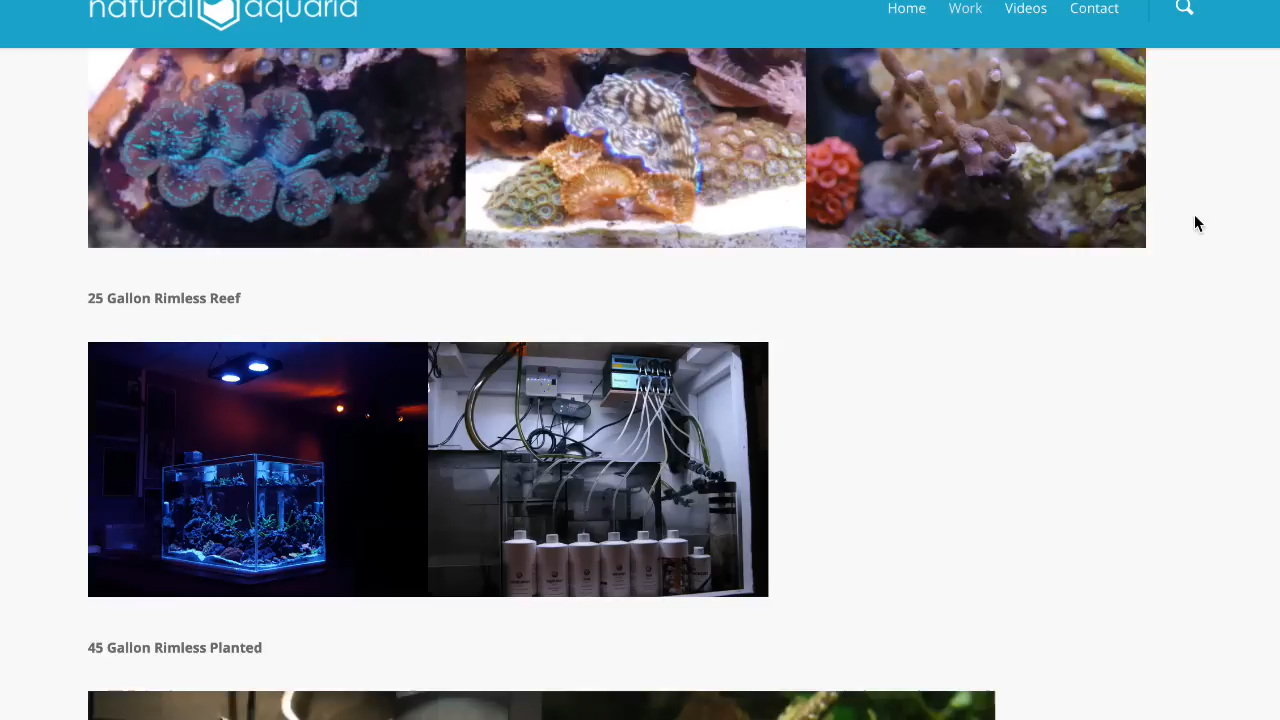 natural aquaria
Home Work Videos Contact
25 Gallon Rimless Reef
45 Gallon Rimless Planted